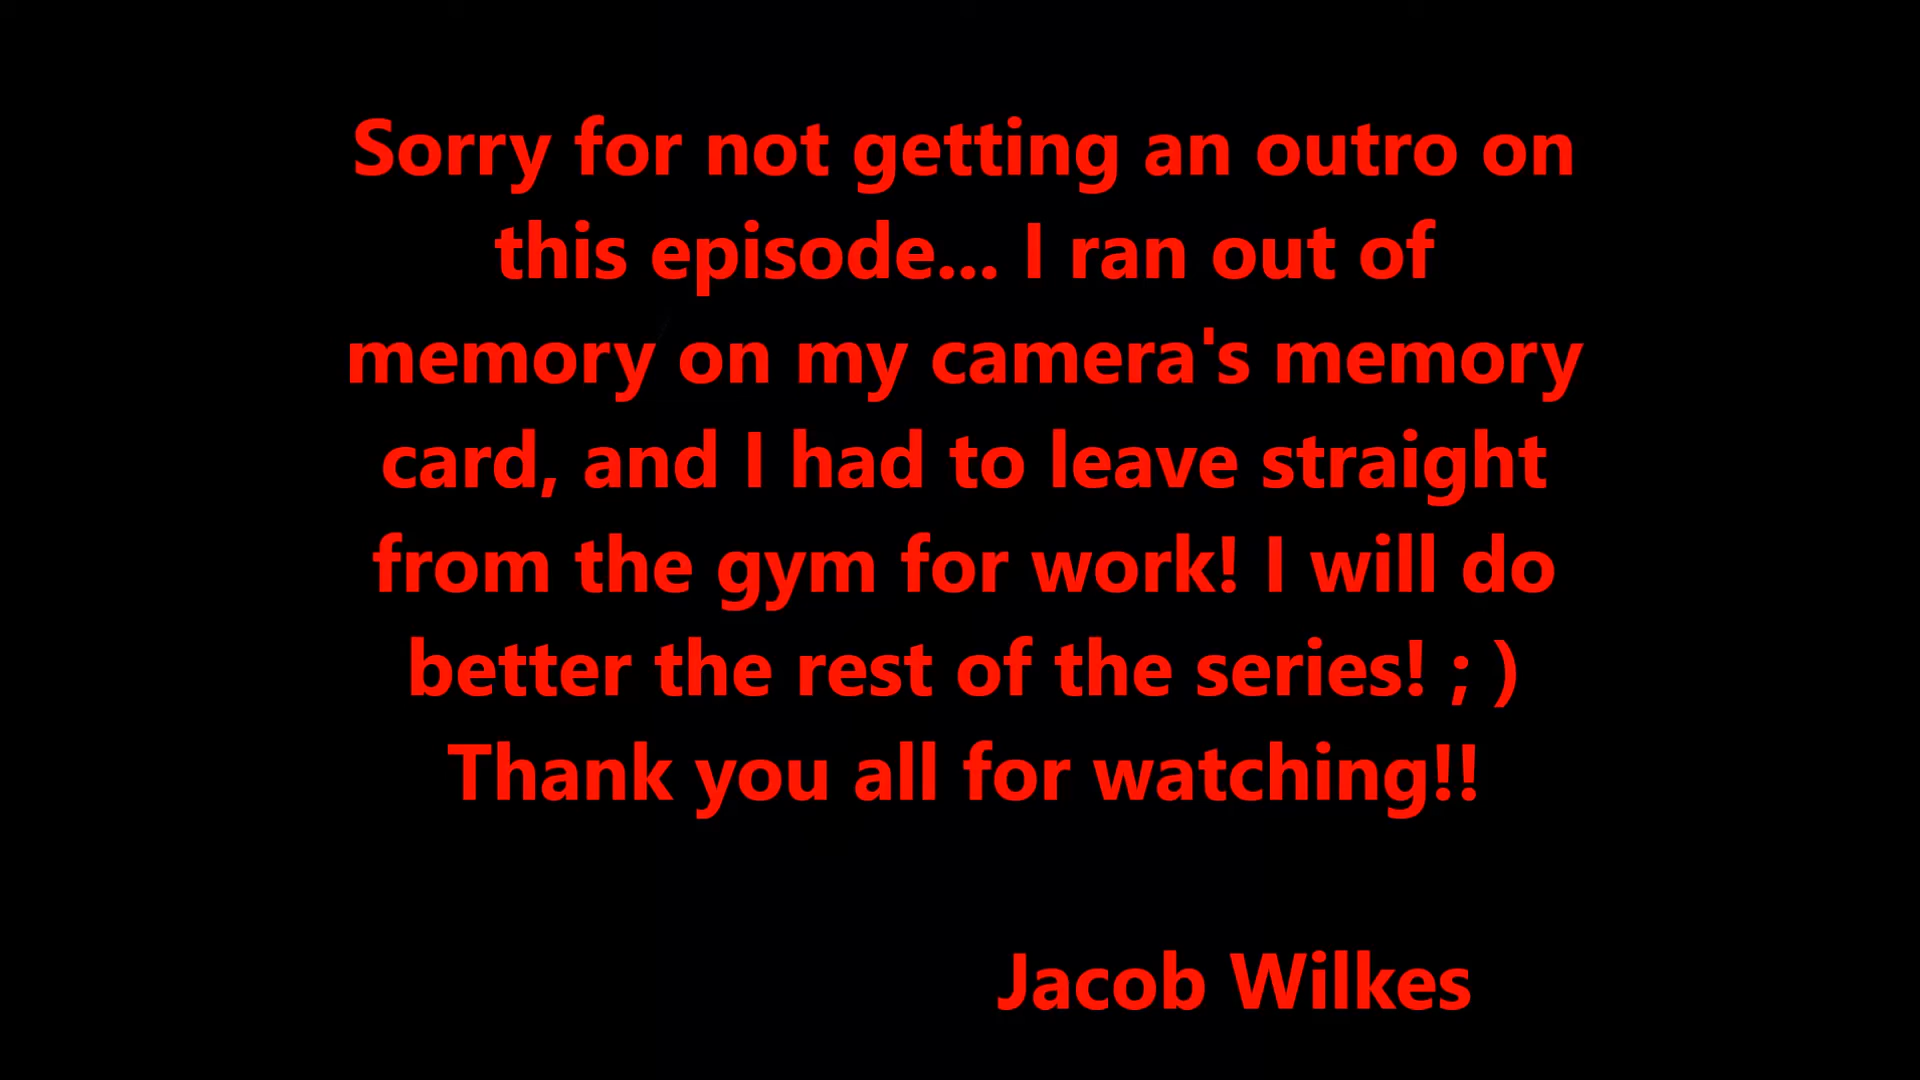 Sorry for not getting an outro on
this episode... I ran out of
memory on my camera's memory
card, and I had to leave straight
from the gym for work! I will do
better the rest of the series! ; )
Thank you all for watching!!
Jacob Wilkes